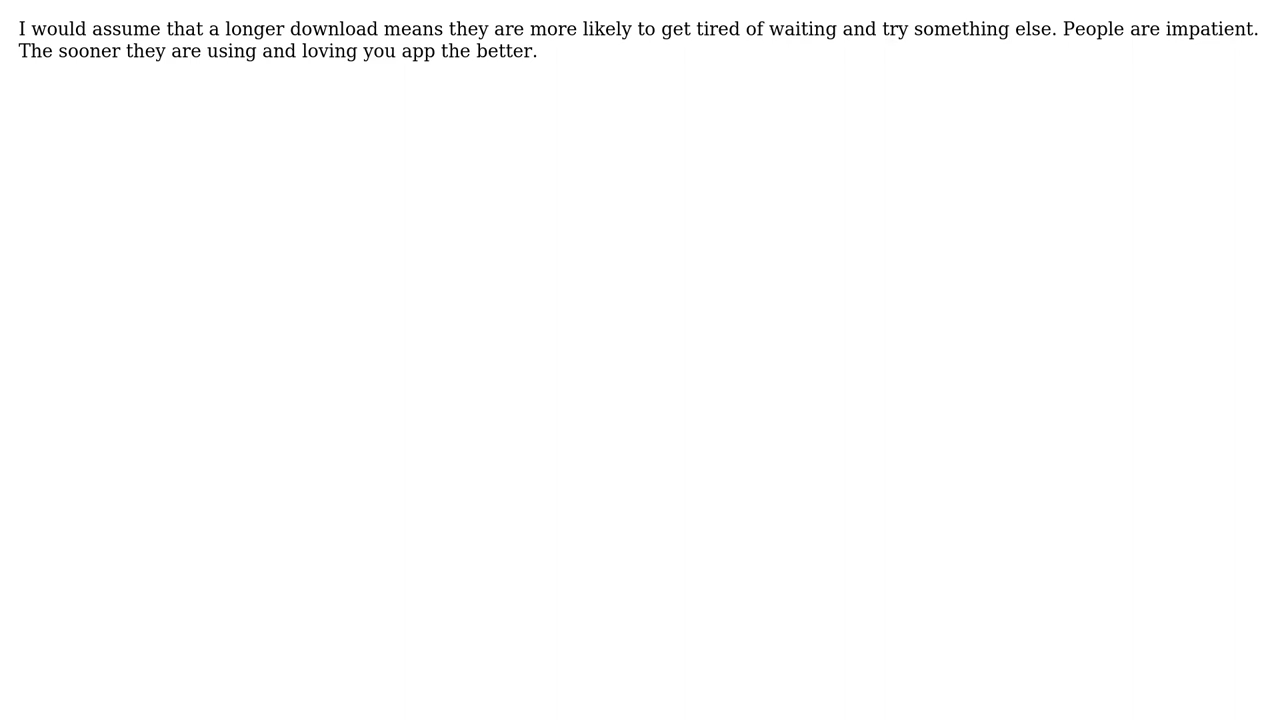 I would assume that a longer download means they are more likely to get tired of waiting and try something else. People are impatient.
The sooner they are using and loving you app the better.